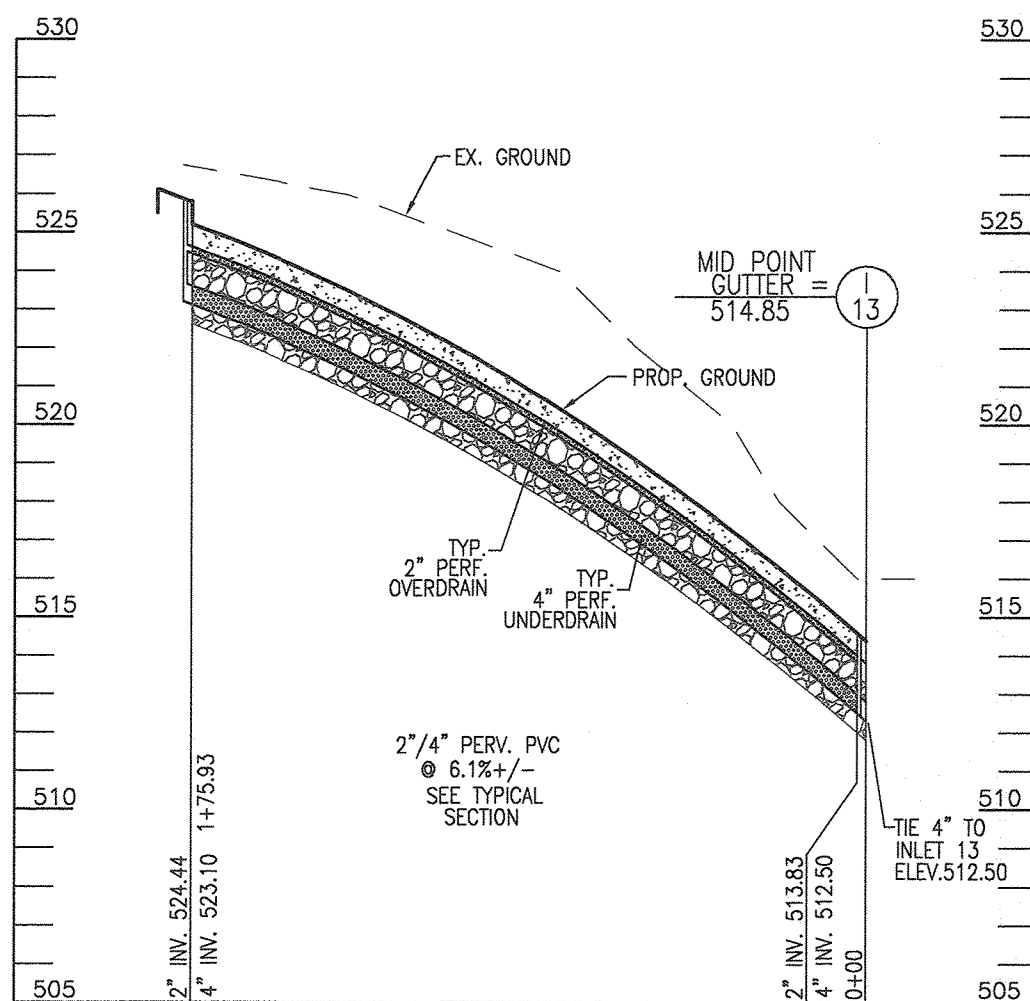 530
530
EX. GROUND
525
525
MID POINT
GUTTER =
514.85
I
13
PROP. GROUND
520
520
TYP.
2" PERF.
OVERDRAIN
TYP.
4" PERF.
UNDERDRAIN
515
515
2"/4" PERV. PVC
@ 6.1%+/-
SEE TYPICAL
SECTION
510
510
TIE 4" TO
INLET 13
ELEV.512.50
2" INV. 524.44
4" INV. 523.10 1+75.93
2" INV. 513.83
4" INV. 512.50
0+00
505
505